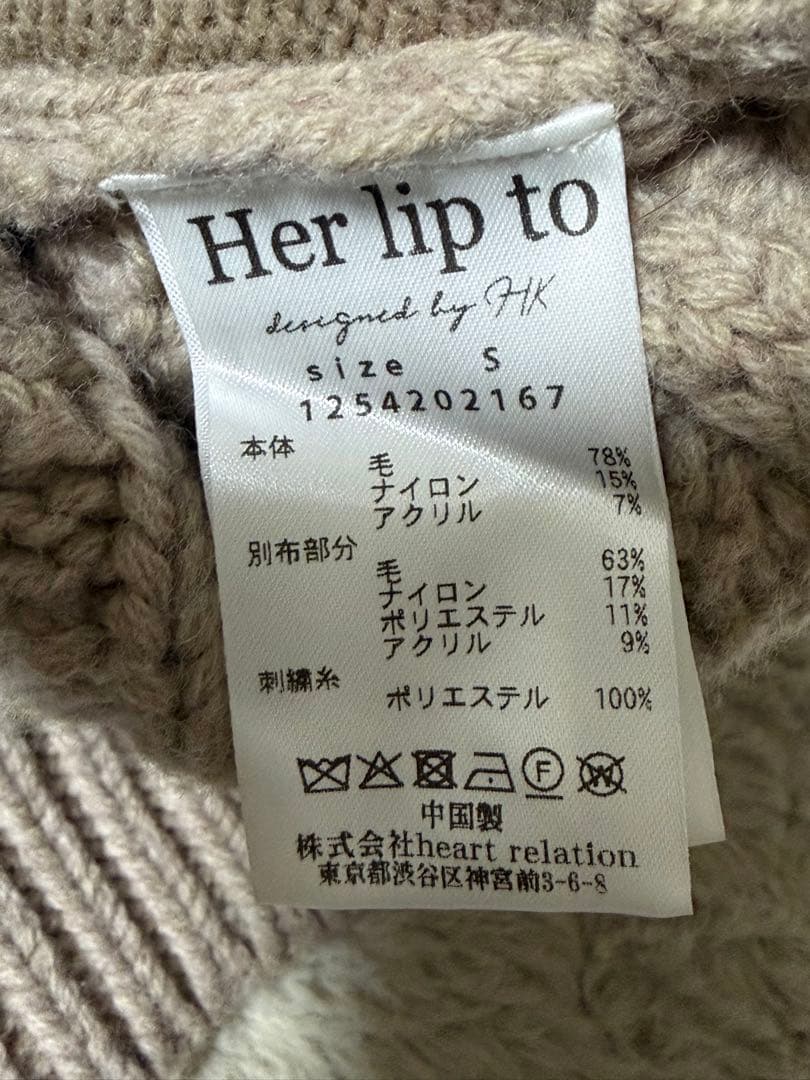 Her lip to
designed by HK
size S
1254202167
本体
毛 78%
ナイロン 15%
アクリル 7%
別布部分
毛 63%
ナイロン 17%
ポリエステル 11%
アクリル 9%
刺繍糸
ポリエステル 100%
F W
中国製
株式会社heart relation
東京都渋谷区神宮前3-6-8